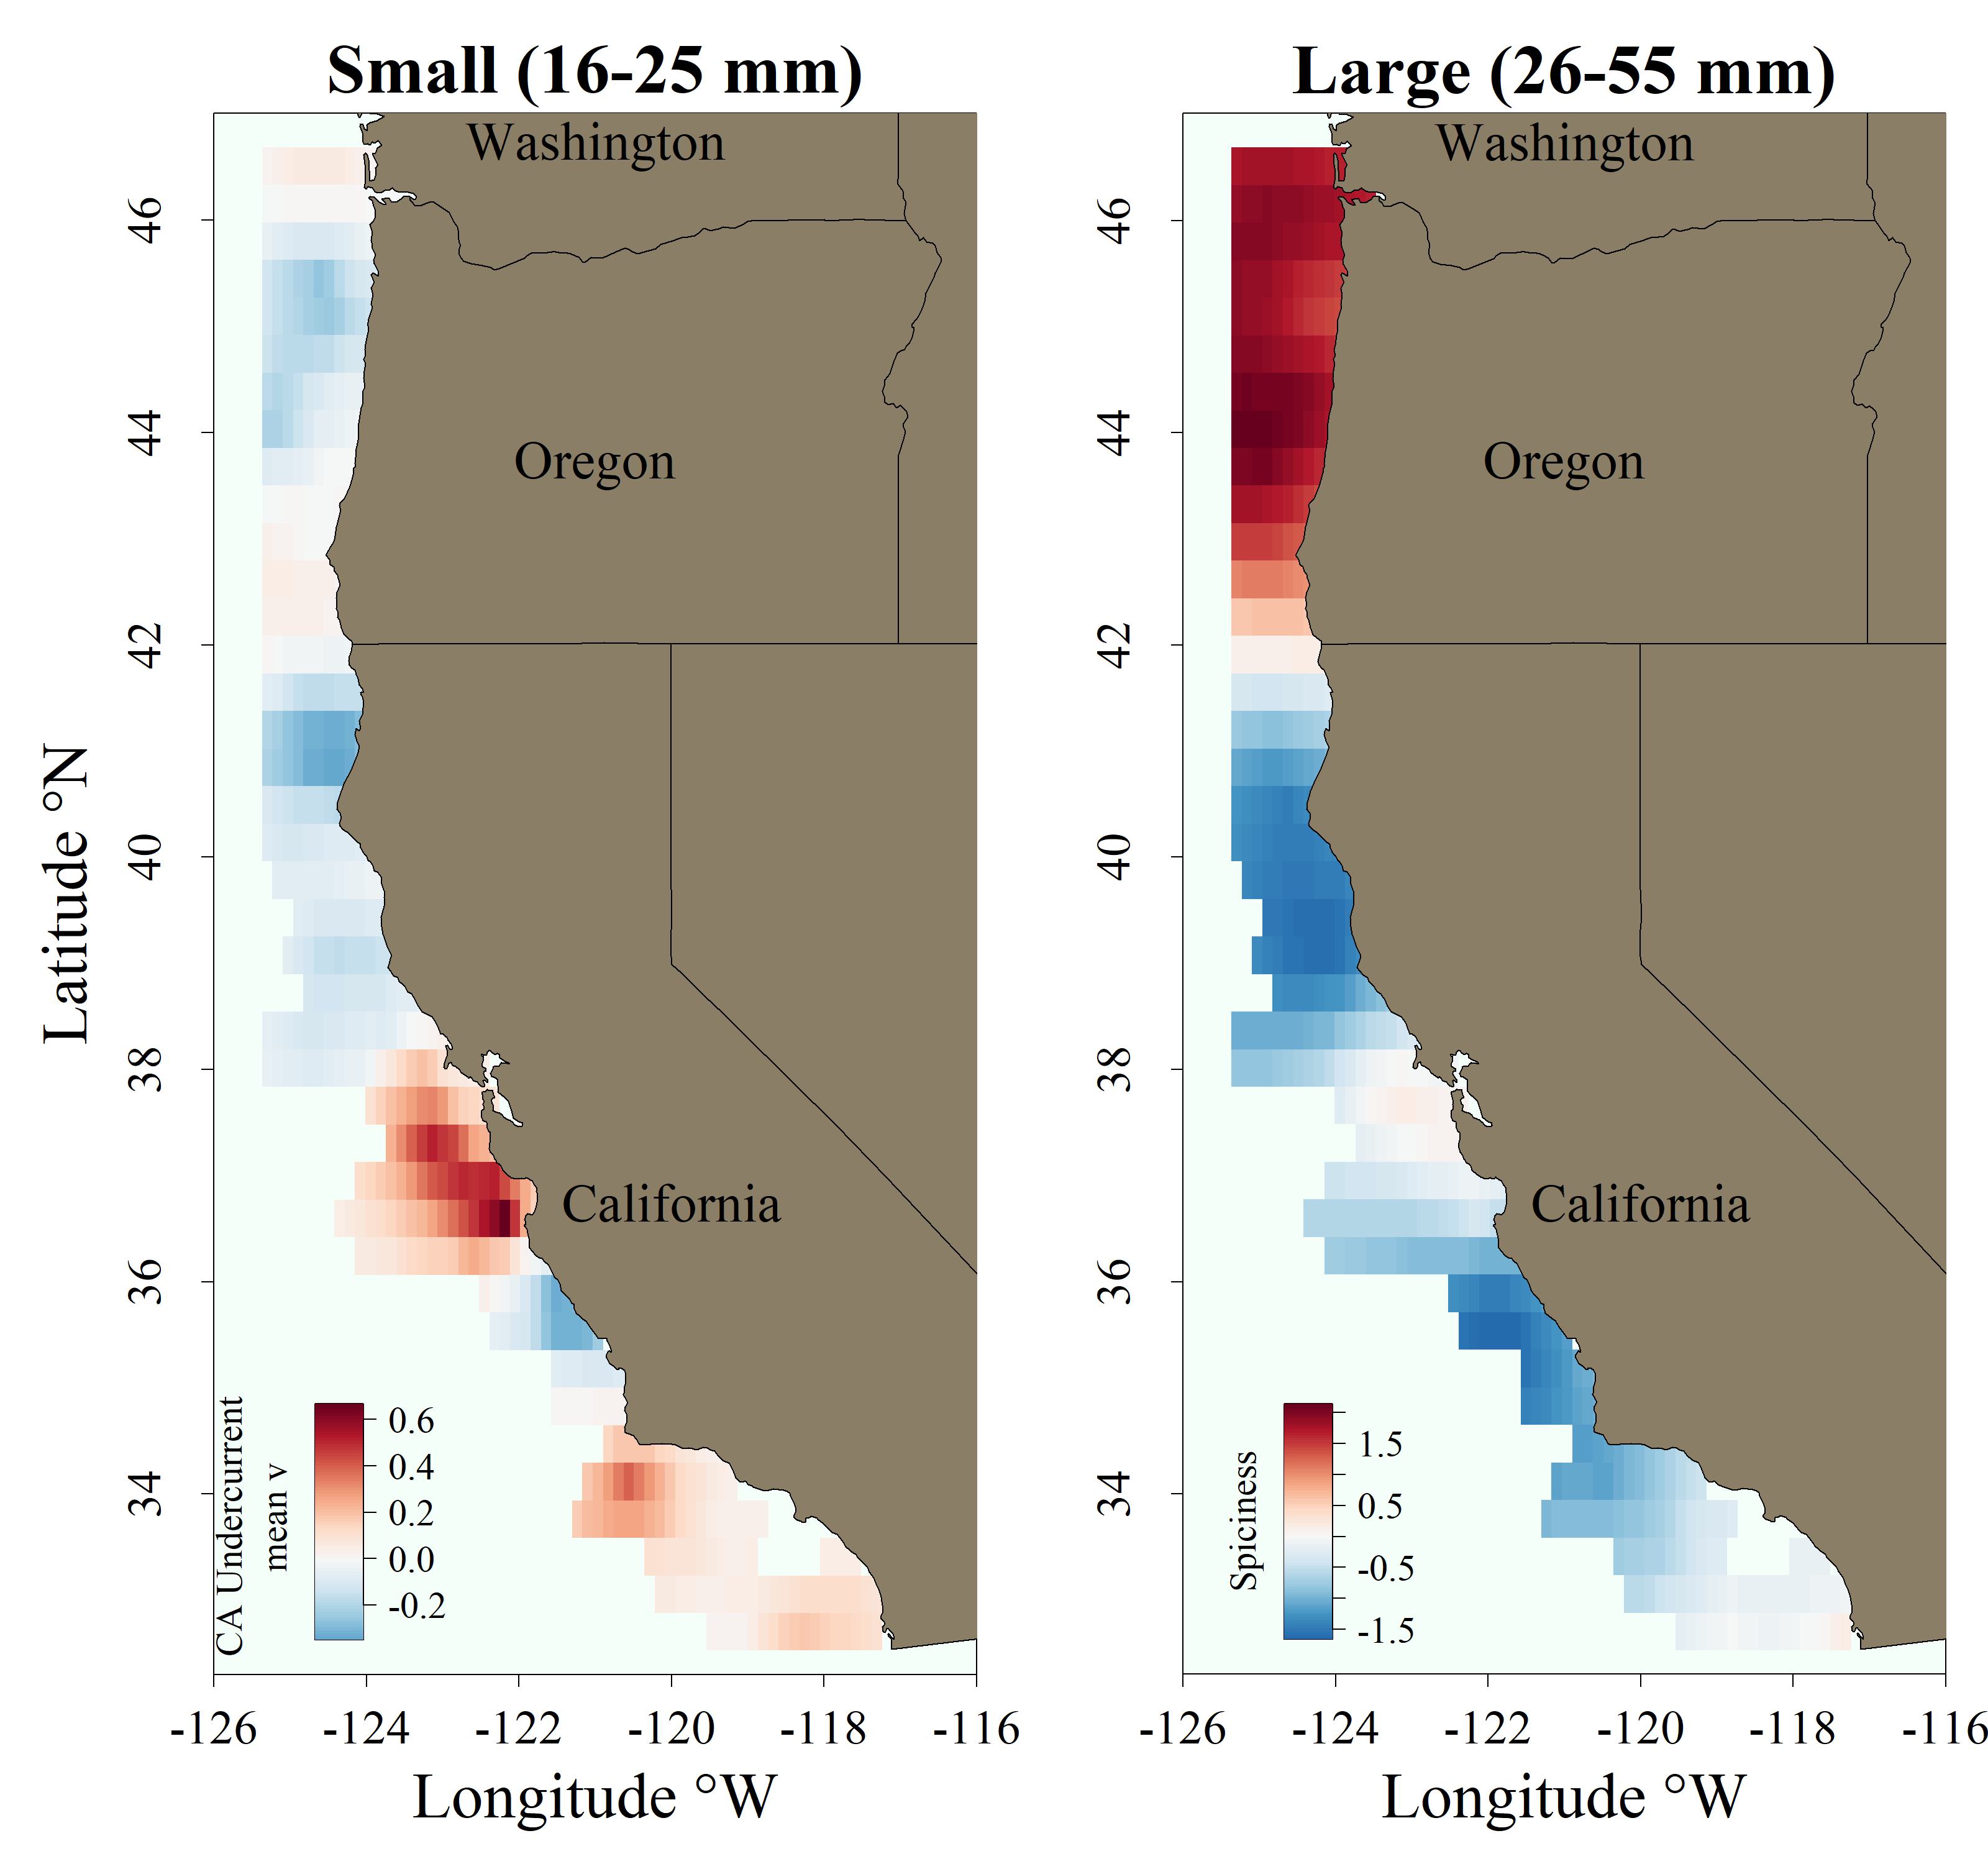 Small (16-25 mm)
Large (26-55 mm)
Washington
Oregon
California
Latitude °N
46
44
42
40
38
36
34
CA Undercurrent
mean v
0.6
0.4
0.2
0.0
-0.2
-126
-124
-122
-120
-118
-116
Longitude °W
Washington
Oregon
California
46
44
42
40
38
36
34
Spiciness
1.5
0.5
-0.5
-1.5
-126
-124
-122
-120
-118
-116
Longitude °W